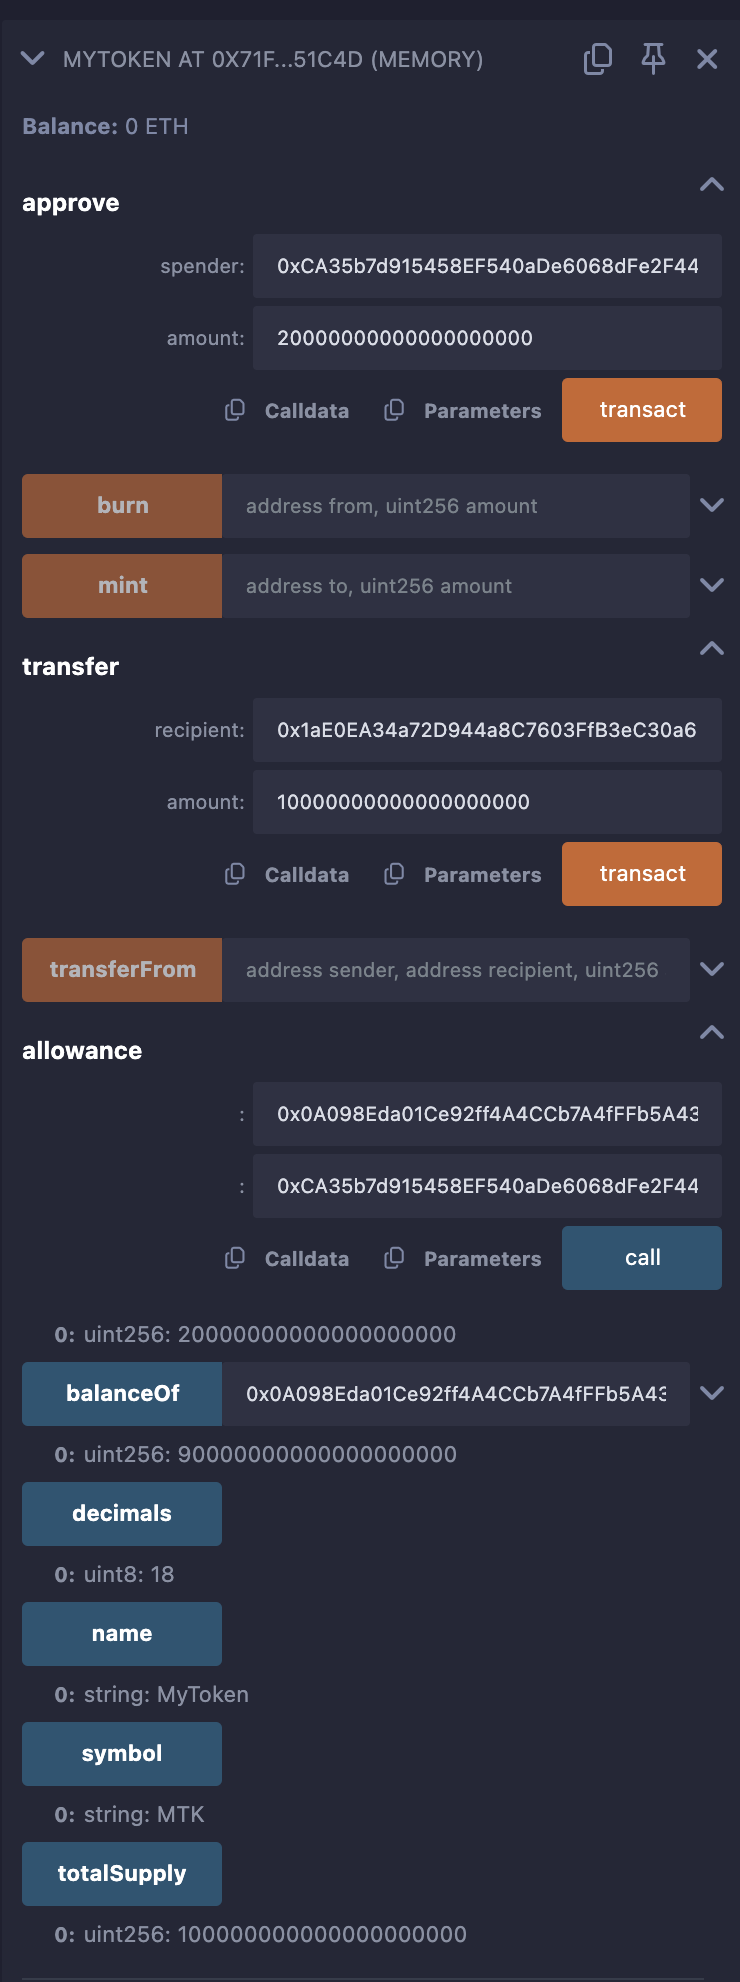 MYTOKEN AT 0X71F...51C4D (MEMORY)
Balance: 0 ETH
approve
spender: 0xCA35b7d915458EF540aDe6068dFe2F44
amount: 20000000000000000000
Calldata Parameters transact
burn address from, uint256 amount
mint address to, uint256 amount
transfer
recipient: 0x1aE0EA34a72D944a8C7603FfB3eC30a6
amount: 10000000000000000000
Calldata Parameters transact
transferFrom address sender, address recipient, uint256
allowance
: 0x0A098Eda01Ce92ff4A4CCb7A4fFFb5A43
: 0xCA35b7d915458EF540aDe6068dFe2F44
Calldata Parameters call
0: uint256: 20000000000000000000
balanceOf 0x0A098Eda01Ce92ff4A4CCb7A4fFFb5A43
0: uint256: 90000000000000000000
decimals
0: uint8: 18
name
0: string: MyToken
symbol
0: string: MTK
totalSupply
0: uint256: 100000000000000000000